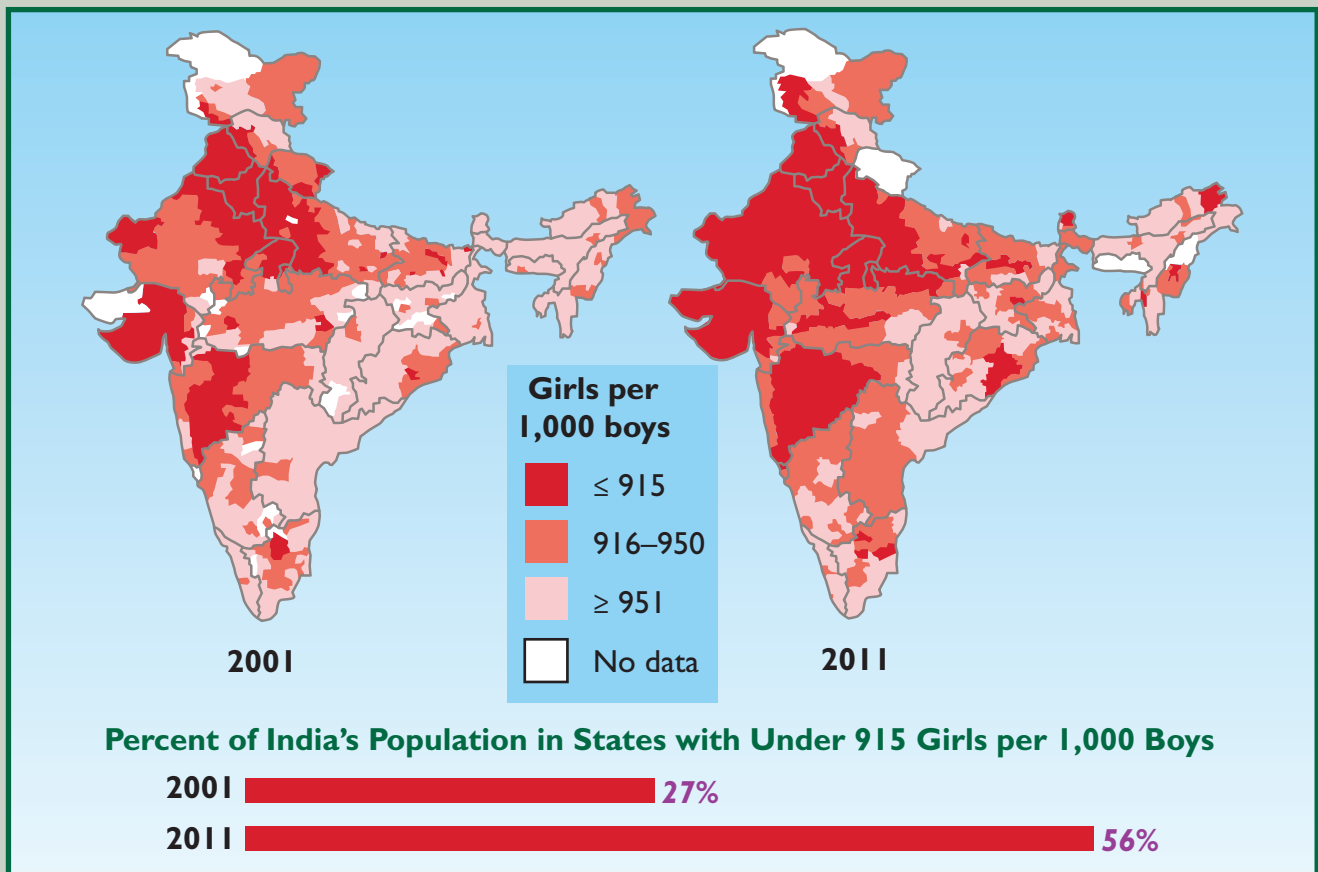 Girls per
1,000 boys
≤ 915
916–950
≥ 951
No data
2001
2011
Percent of India's Population in States with Under 915 Girls per 1,000 Boys
2001 27%
2011 56%